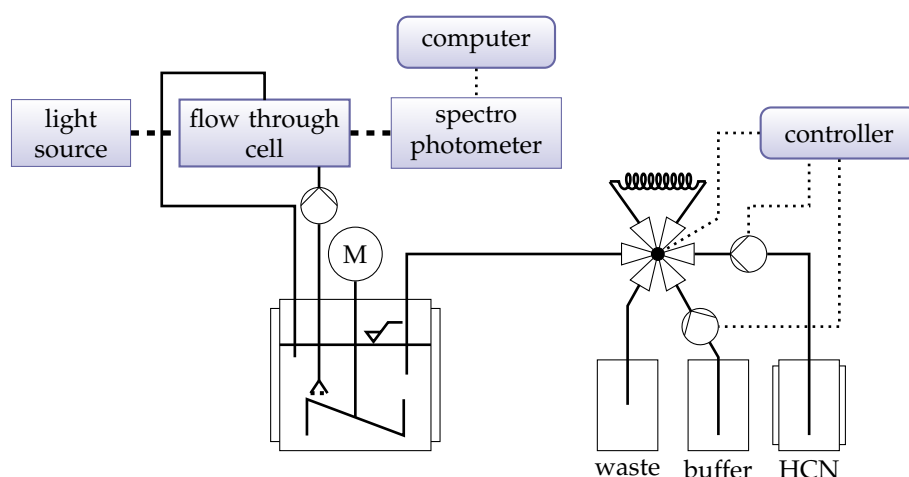 computer
light
source
flow through
cell
spectro
photometer
controller
M
waste
buffer
HCN